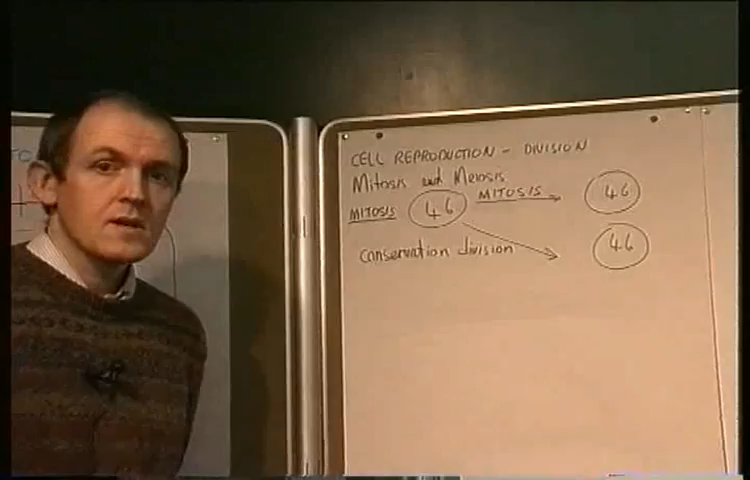 CELL REPRODUCTION - DIVISION
Mitosis and Meiosis
MITOSIS 46 MITOSIS 46
46
Conservation division